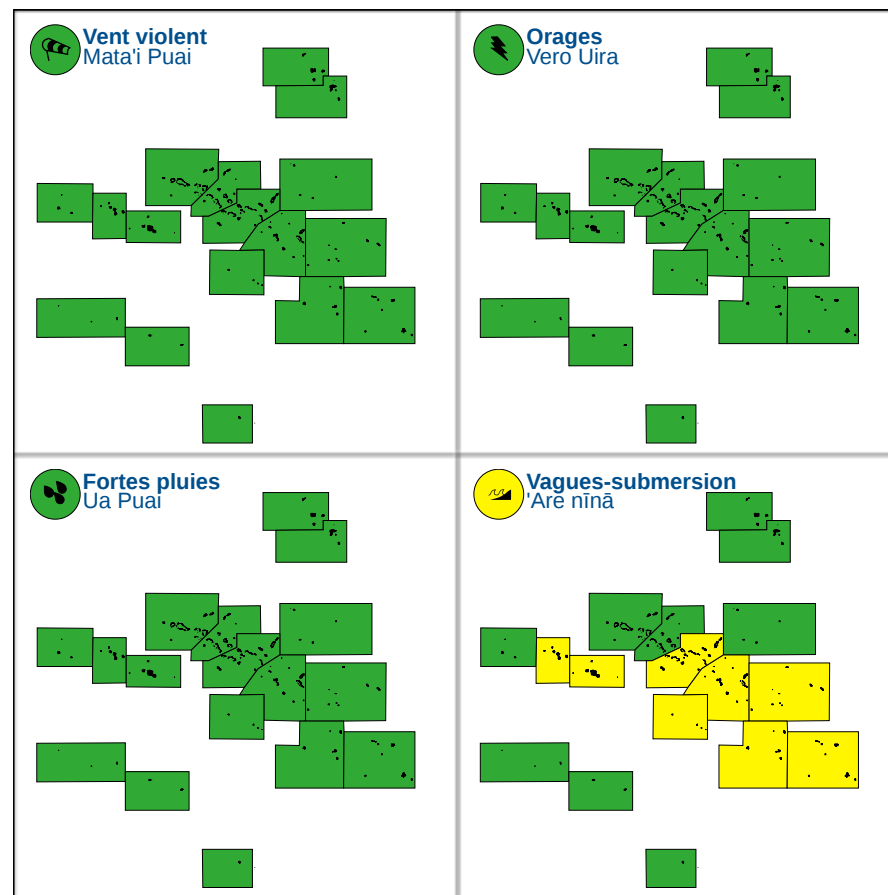 Vent violent
Mata'i Puai
Orages
Vero Uira
Fortes pluies
Ua Puai
Vagues-submersion
'Are nīnā